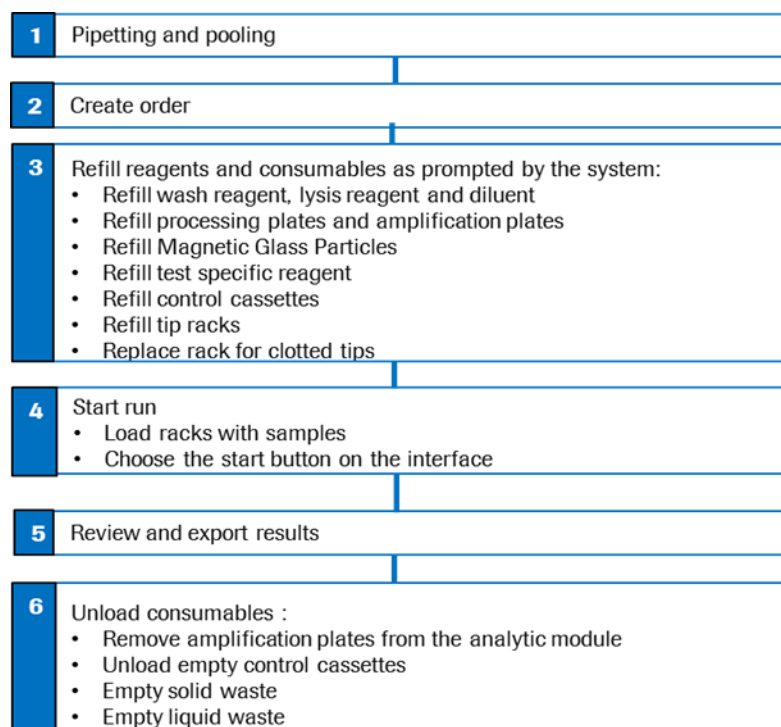 1 Pipetting and pooling
2 Create order
3 Refill reagents and consumables as prompted by the system:
• Refill wash reagent, lysis reagent and diluent
• Refill processing plates and amplification plates
• Refill Magnetic Glass Particles
• Refill test specific reagent
• Refill control cassettes
• Refill tip racks
• Replace rack for clotted tips
4 Start run
• Load racks with samples
• Choose the start button on the interface
5 Review and export results
6 Unload consumables :
• Remove amplification plates from the analytic module
• Unload empty control cassettes
• Empty solid waste
• Empty liquid waste